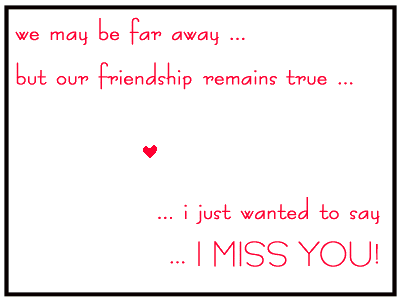 we may be far away ...
but our friendship remains true ...
... i just wanted to say
... I MISS YOU!